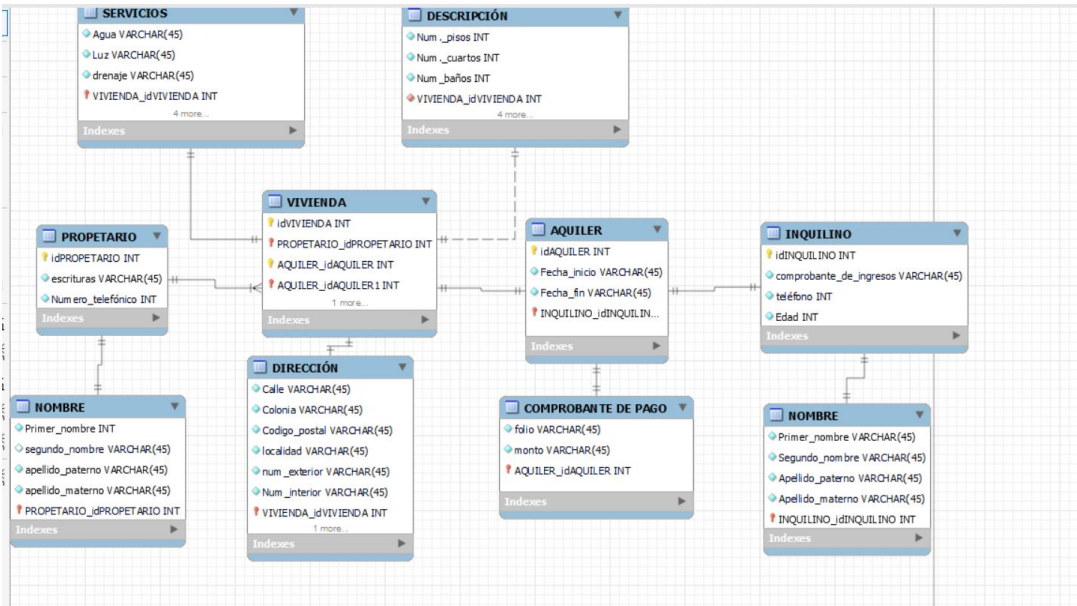 SERVICIOS
Agua VARCHAR(45)
Luz VARCHAR(45)
drenaje VARCHAR(45)
VIVIENDA_idVIVIENDA INT
4 more...
Indexes
DESCRIPCIÓN
Num._pisos INT
Num._cuartos INT
Num_baños INT
VIVIENDA_idVIVIENDA INT
4 more...
Indexes
PROPETARIO
idPROPETARIO INT
escrituras VARCHAR(45)
Numero_telefónico INT
Indexes
VIVIENDA
idVIVIENDA INT
PROPETARIO_idPROPETARIO INT
AQUILER_idAQUILER INT
AQUILER_idAQUILER1 INT
1 more...
Indexes
AQUILER
idAQUILER INT
Fecha_inicio VARCHAR(45)
Fecha_fin VARCHAR(45)
INQUILINO_idINQUILIN...
Indexes
INQUILINO
idINQUILINO INT
comprobante_de_ingresos VARCHAR(45)
teléfono INT
Edad INT
Indexes
NOMBRE
Primer_nombre INT
segundo_nombre VARCHAR(45)
apellido_paterno VARCHAR(45)
apellido_materno VARCHAR(45)
PROPETARIO_idPROPETARIO INT
Indexes
DIRECCIÓN
Calle VARCHAR(45)
Colonia VARCHAR(45)
Codigo_postal VARCHAR(45)
localidad VARCHAR(45)
num_exterior VARCHAR(45)
Num_interior VARCHAR(45)
VIVIENDA_idVIVIENDA INT
1 more...
Indexes
COMPROBANTE DE PAGO
folio VARCHAR(45)
monto VARCHAR(45)
AQUILER_idAQUILER INT
Indexes
NOMBRE
Primer_nombre VARCHAR(45)
Segundo_nombre VARCHAR(45)
Apellido_paterno VARCHAR(45)
Apellido_materno VARCHAR(45)
INQUILINO_idINQUILINO INT
Indexes